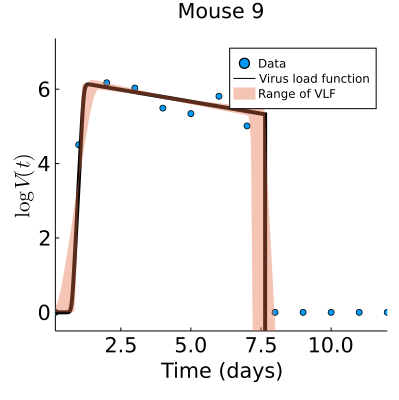 Mouse 9
Data
Virus load function
Range of VLF
log V(t)
6
4
2
0
2.5 5.0 7.5 10.0
Time (days)